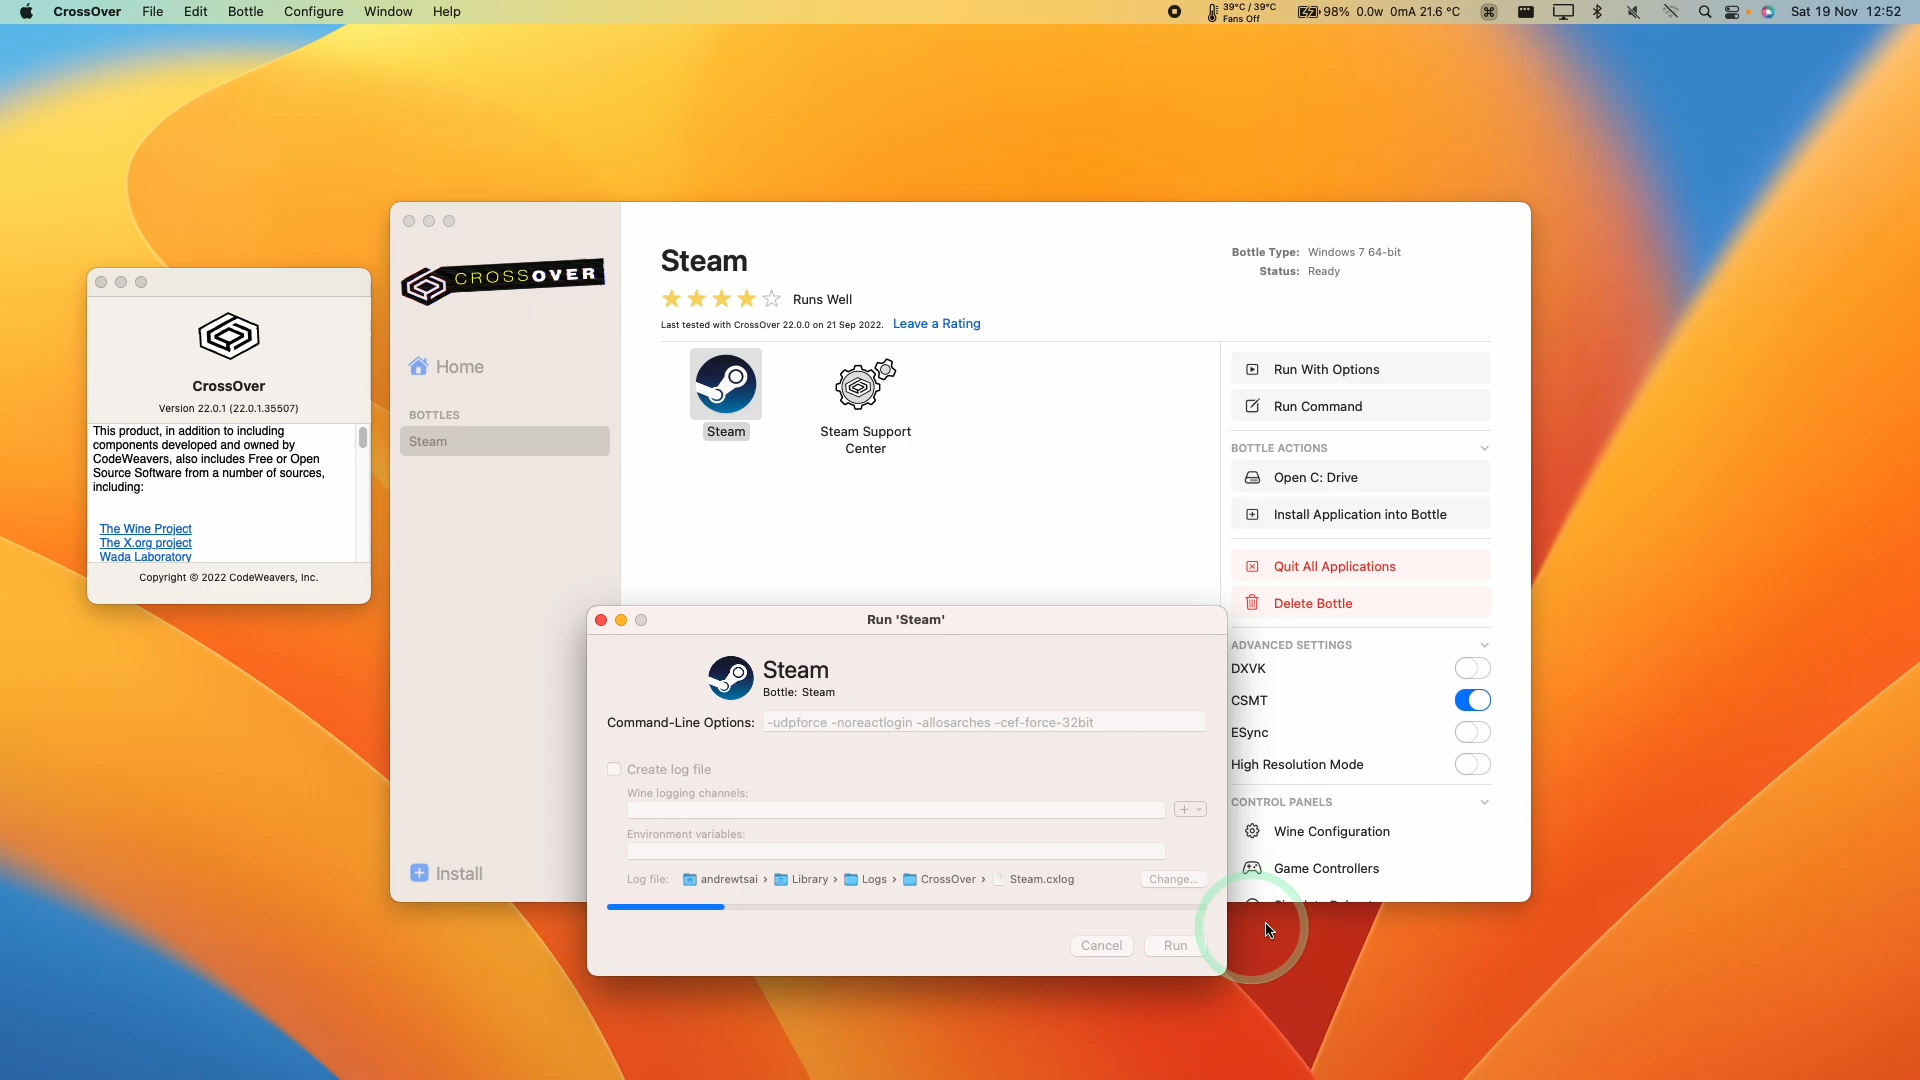 CrossOver File Edit Bottle Configure Window Help
39°C / 39°C
Fans Off
98% 0.0w 0mA 21.6 °C
Sat 19 Nov 12:52
CrossOver
Version 22.0.1 (22.0.1.35507)
This product, in addition to including
components developed and owned by
CodeWeavers, also includes Free or Open
Source Software from a number of sources,
including:
The Wine Project
The X.org project
Wada Laboratory
Copyright © 2022 CodeWeavers, Inc.
CROSSOVER
Home
BOTTLES
Steam
Install
Steam
Runs Well
Last tested with CrossOver 22.0.0 on 21 Sep 2022. Leave a Rating
Bottle Type: Windows 7 64-bit
Status: Ready
Steam
Steam Support
Center
Run With Options
Run Command
BOTTLE ACTIONS
Open C: Drive
Install Application into Bottle
Quit All Applications
Delete Bottle
ADVANCED SETTINGS
DXVK
CSMT
ESync
High Resolution Mode
CONTROL PANELS
Wine Configuration
Game Controllers
Run 'Steam'
Steam
Bottle: Steam
Command-Line Options: -udpforce -noreactlogin -allosarches -cef-force-32bit
Create log file
Wine logging channels:
Environment variables:
Log file: andrewtsai › Library › Logs › CrossOver › Steam.cxlog
Change...
Cancel
Run